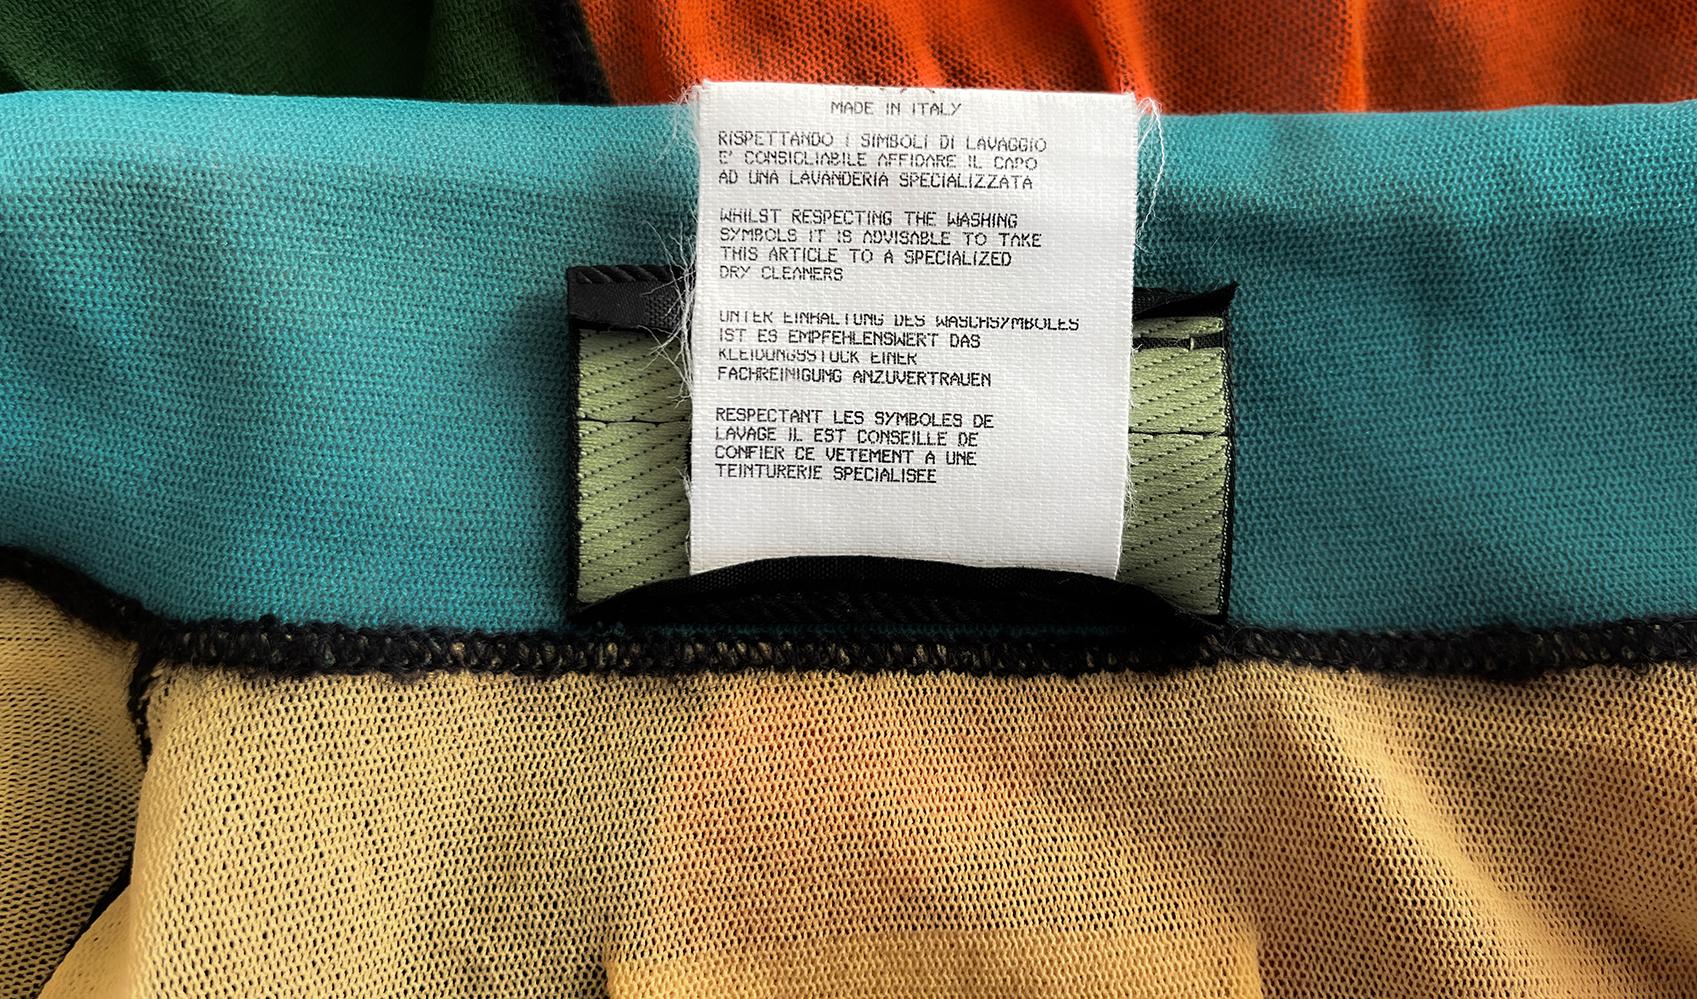 MADE IN ITALY
RISPETTANDO I SIMBOLI DI LAVAGGIO
E' CONSIGLIABILE AFFIDARE IL CAPO
AD UNA LAVANDERIA SPECIALIZZATA
WHILST RESPECTING THE WASHING
SYMBOLS IT IS ADVISABLE TO TAKE
THIS ARTICLE TO A SPECIALIZED
DRY CLEANERS
UNTER EINHALTUNG DES WASCHSYMBOLES
IST ES EMPFEHLENSWERT DAS
KLEIDUNGSSTUCK EINER
FACHREINIGUNG ANZUVERTRAUEN
RESPECTANT LES SYMBOLES DE
LAVAGE IL EST CONSEILLE DE
CONFIER CE VETEMENT A UNE
TEINTURERIE SPECIALISEE